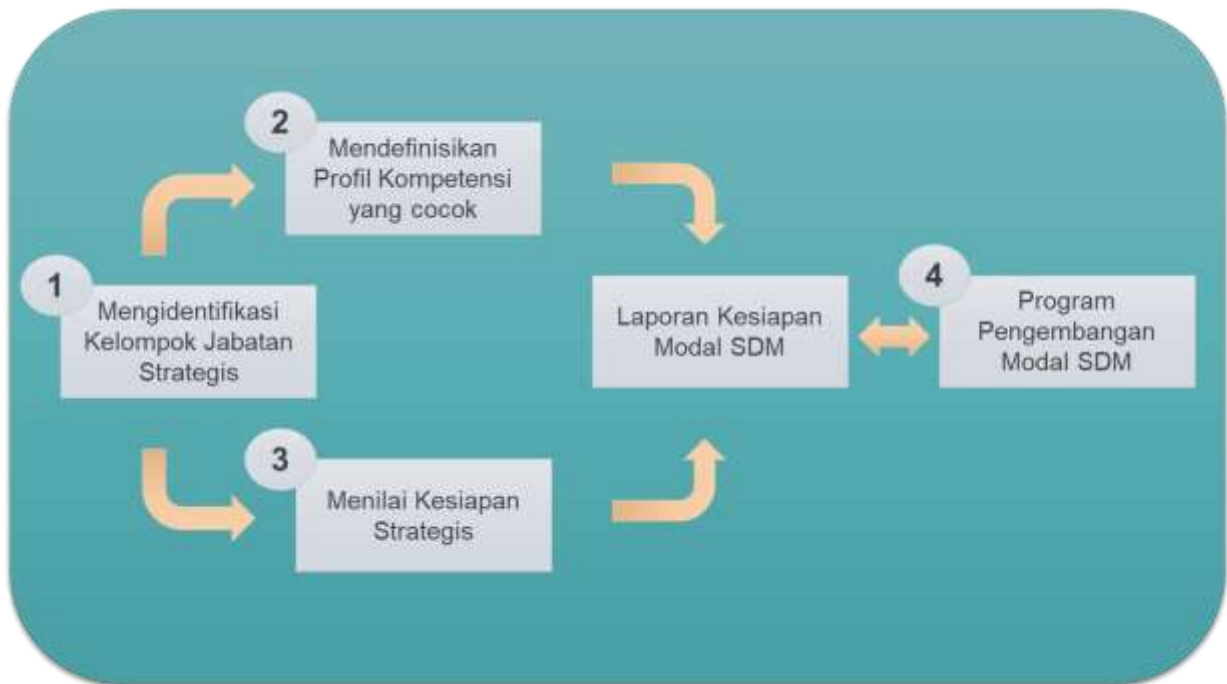 1
Mengidentifikasi
Kelompok Jabatan
Strategis
2
Mendefinisikan
Profil Kompetensi
yang cocok
3
Menilai Kesiapan
Strategis
Laporan Kesiapan
Modal SDM
4
Program
Pengembangan
Modal SDM